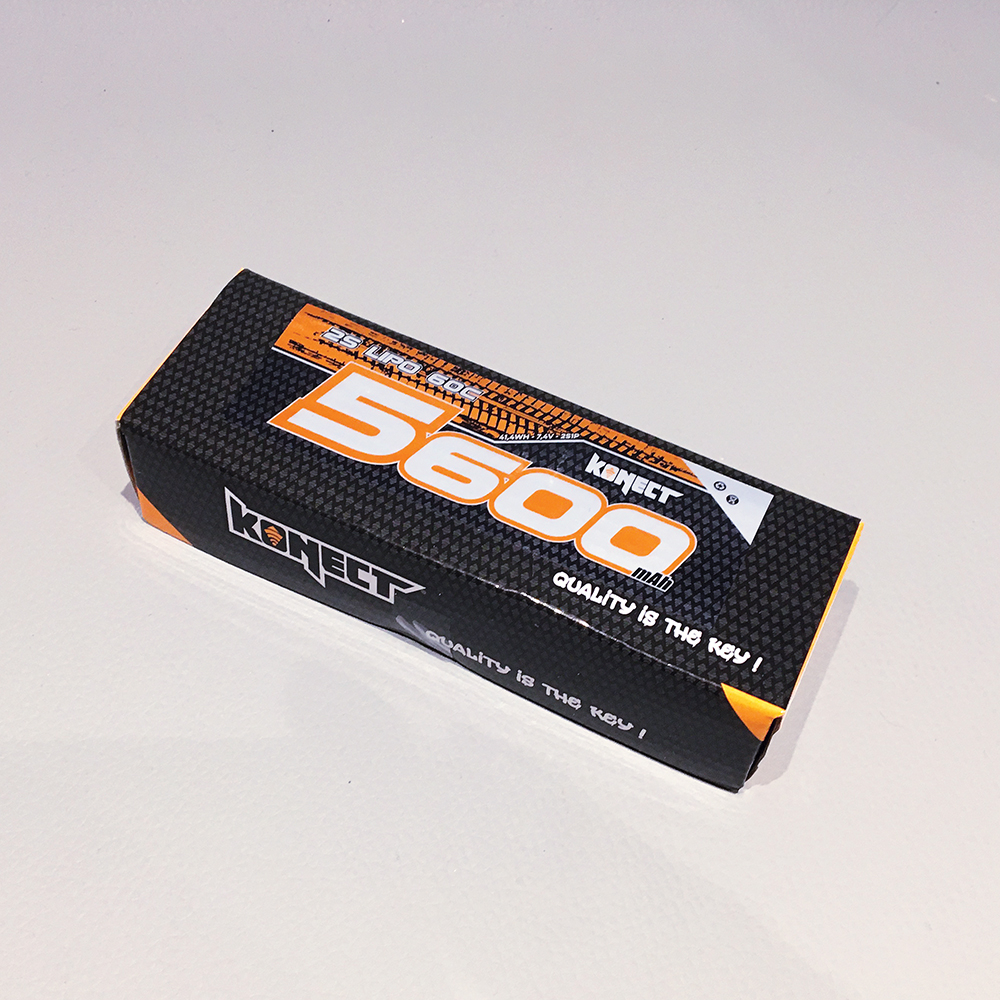 2S LIPO 60C
5600
mAh
41,4WH - 7,4V - 2S1P
KONECT
QUALITY IS THE KEY !
KONECT
QUALITY IS THE KEY !